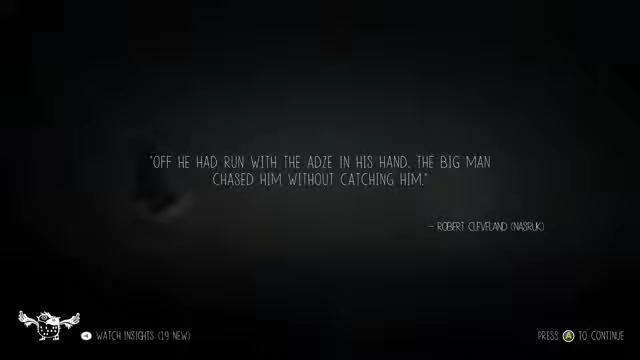 "OFF HE HAD RUN WITH THE ADZE IN HIS HAND. THE BIG MAN
CHASED HIM WITHOUT CATCHING HIM."
– ROBERT CLEVELAND (NASRUK)
WATCH INSIGHTS (19 NEW)
PRESS A TO CONTINUE